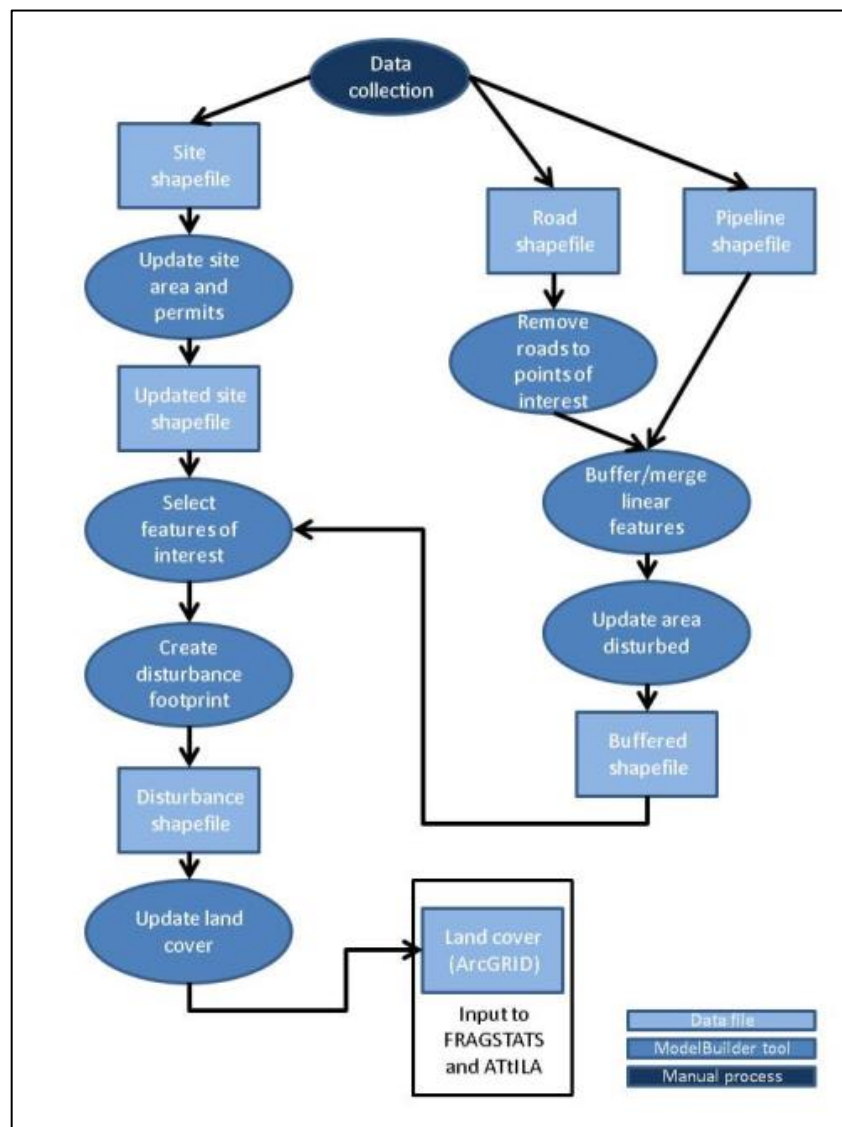 Data
collection
Site
shapefile
Road
shapefile
Pipeline
shapefile
Update site
area and
permits
Remove
roads to
points of
interest
Updated site
shapefile
Select
features of
interest
Buffer/merge
linear
features
Create
disturbance
footprint
Update area
disturbed
Disturbance
shapefile
Buffered
shapefile
Update land
cover
Land cover
(ArcGRID)
Input to
FRAGSTATS
and ATtILA
Data file
ModelBuilder tool
Manual process